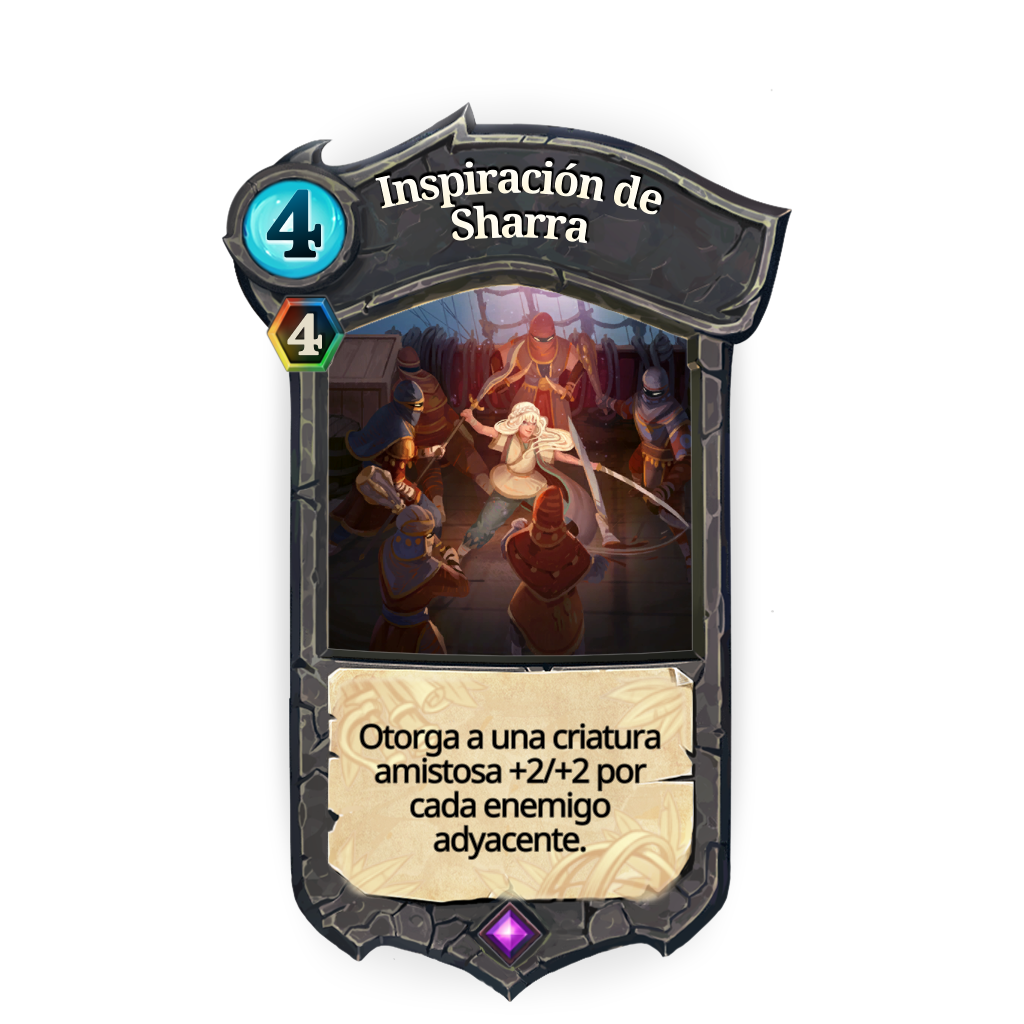 4
Inspiración de
Sharra
4
Otorga a una criatura
amistosa +2/+2 por
cada enemigo
adyacente.